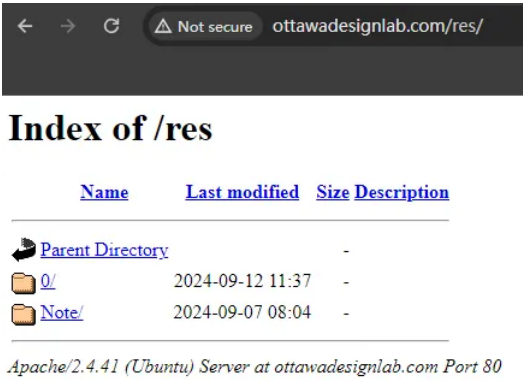 Not secure ottawadesignlab.com/res/
Index of /res
Name Last modified Size Description
Parent Directory -
0/ 2024-09-12 11:37 -
Note/ 2024-09-07 08:04 -
Apache/2.4.41 (Ubuntu) Server at ottawadesignlab.com Port 80